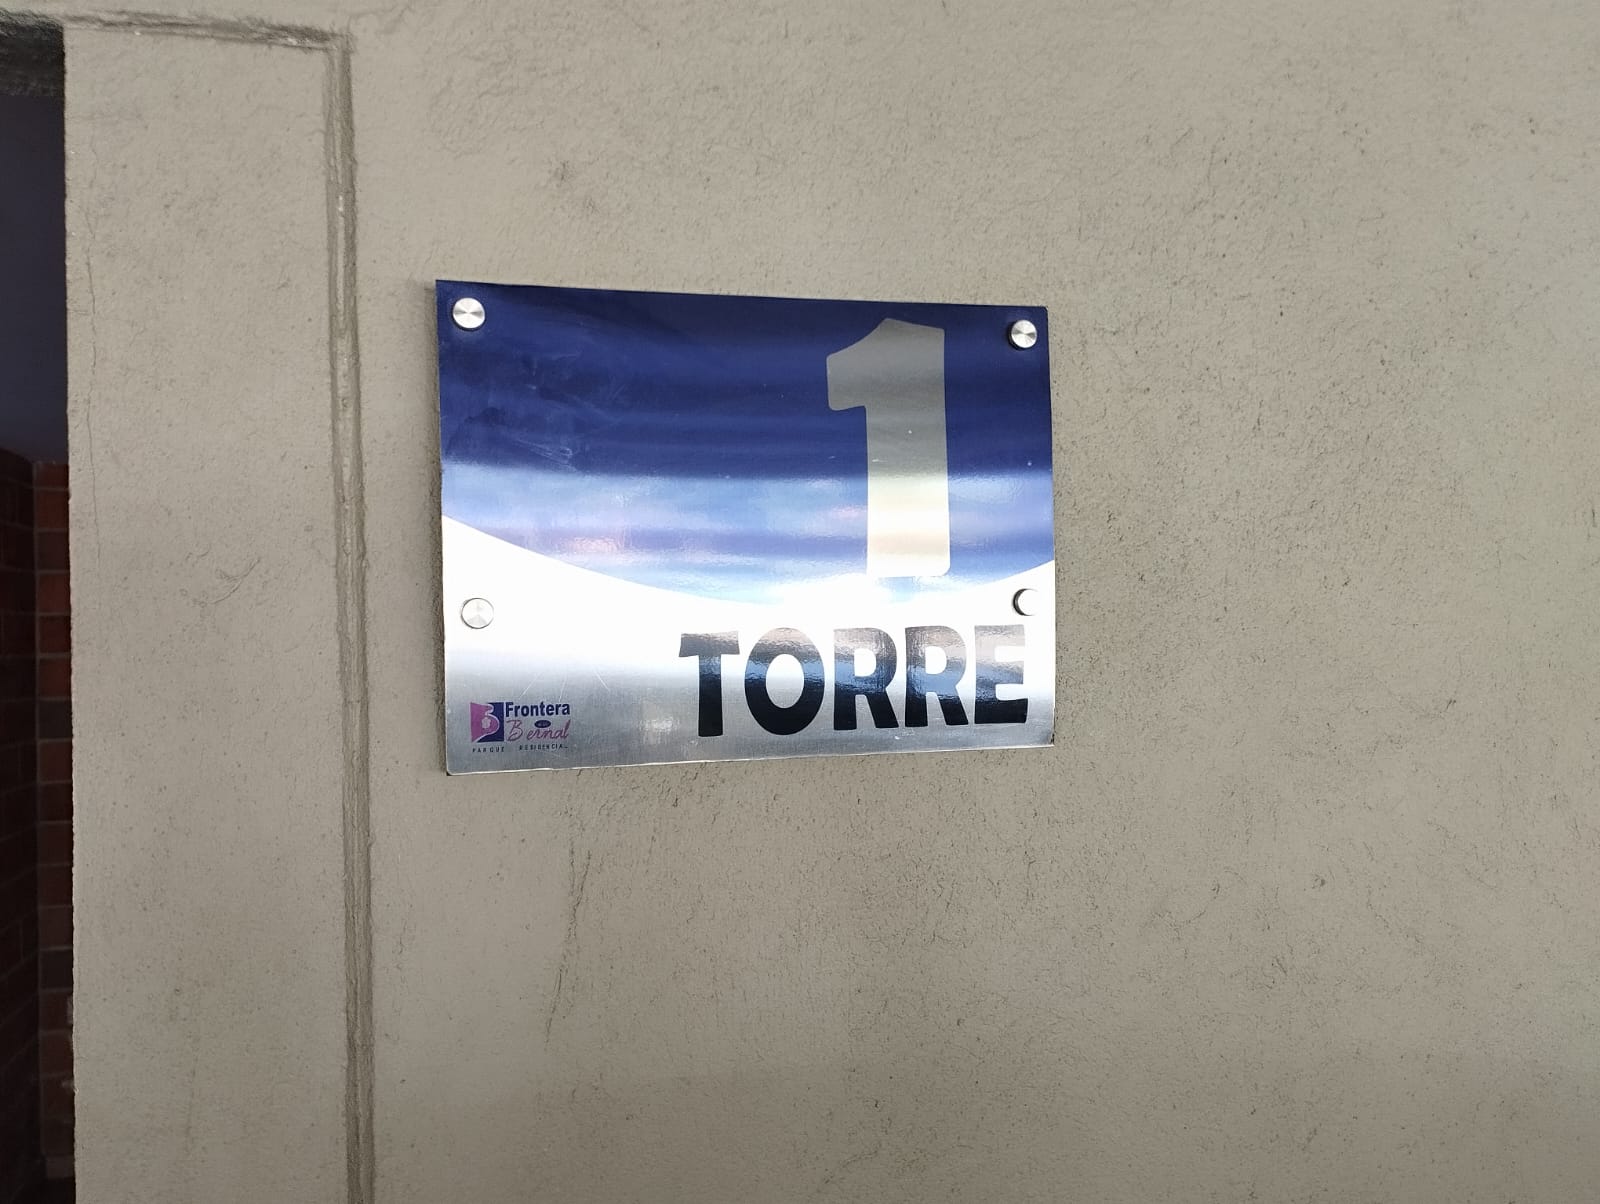 1
TORRE
Frontera
Bernal
PARQUE RESIDENCIAL